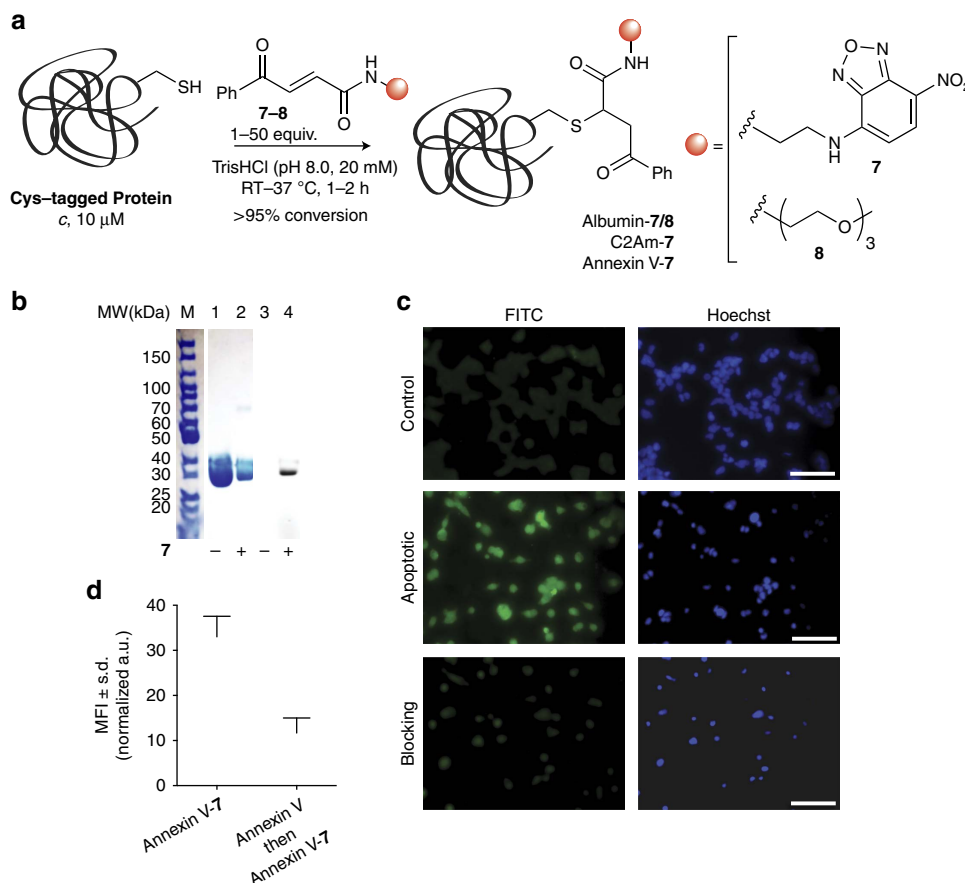 a
SH
O
Ph
O
H
N
7–8
1–50 equiv.
TrisHCl (pH 8.0, 20 mM)
RT–37 °C, 1–2 h
>95% conversion
Cys–tagged Protein
c, 10 μM
O
NH
S
O
Ph
Albumin-7/8
C2Am-7
Annexin V-7
=
N
O
N
NO2
NH
7
O
3
8
b
MW(kDa) M 1 2 3 4
150
100
70
60
50
40
30
25
20
7 – + – +
c
FITC Hoechst
Control
Apoptotic
Blocking
d
MFI ± s.d.
(normalized a.u.)
40
30
20
10
0
Annexin V-7
Annexin V
then
Annexin V-7